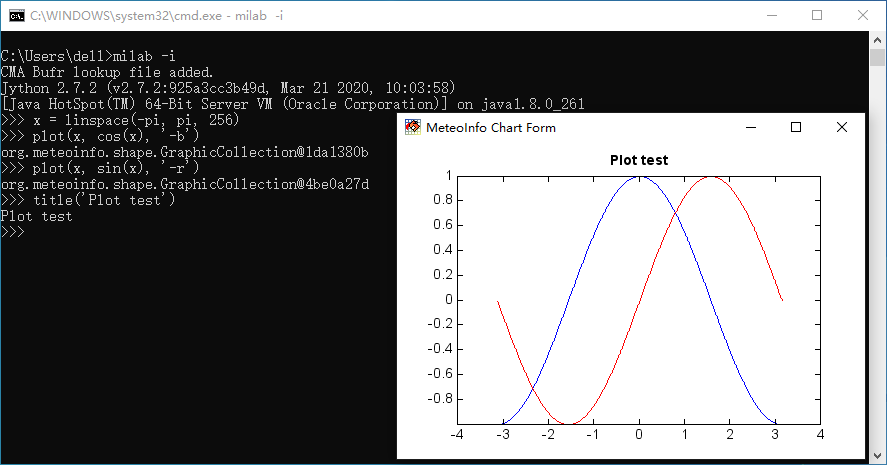 C:\WINDOWS\system32\cmd.exe - milab  -i
C:\Users\dell>milab -i
CMA Bufr lookup file added.
Jython 2.7.2 (v2.7.2:925a3cc3b49d, Mar 21 2020, 10:03:58)
[Java HotSpot(TM) 64-Bit Server VM (Oracle Corporation)] on java1.8.0_261
>>> x = linspace(-pi, pi, 256)
>>> plot(x, cos(x), '-b')
org.meteoinfo.shape.GraphicCollection@1da1380b
>>> plot(x, sin(x), '-r')
org.meteoinfo.shape.GraphicCollection@4be0a27d
>>> title('Plot test')
Plot test
>>>
MeteoInfo Chart Form
Plot test
1
0.8
0.6
0.4
0.2
0
-0.2
-0.4
-0.6
-0.8
-4 -3 -2 -1 0 1 2 3 4